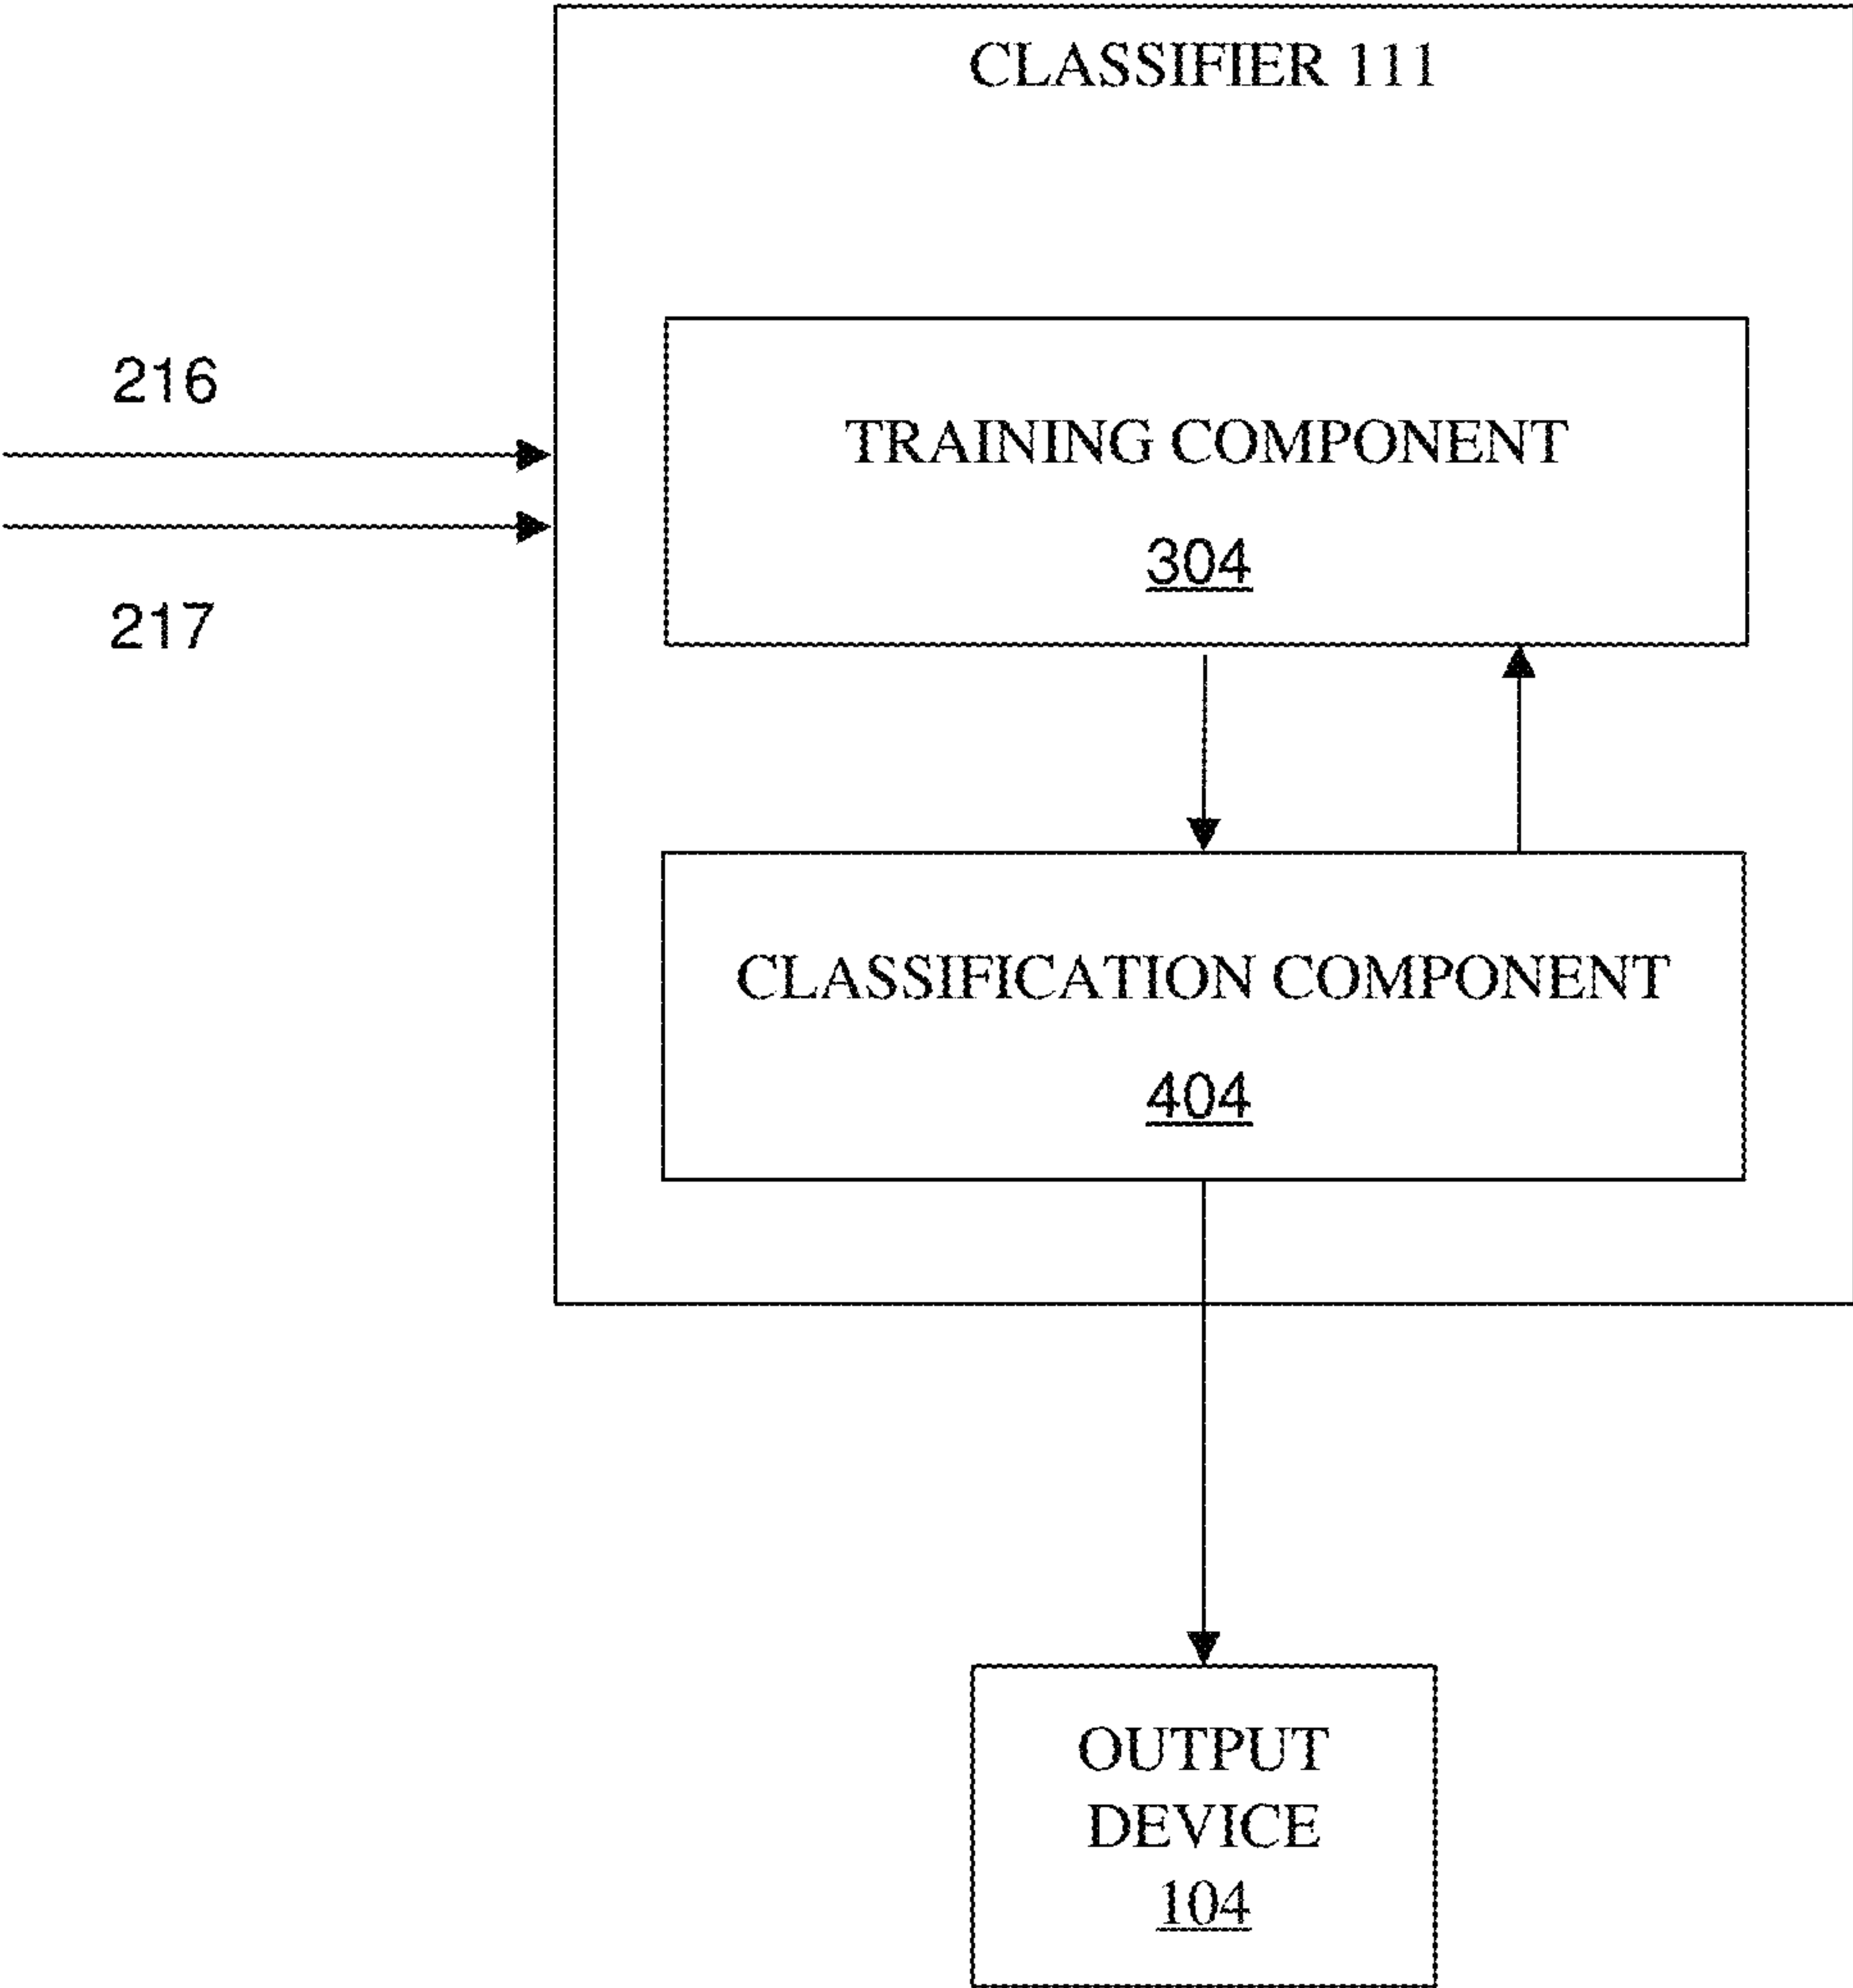 CLASSIFIER 111
216
217
TRAINING COMPONENT
304
CLASSIFICATION COMPONENT
404
OUTPUT
DEVICE
104